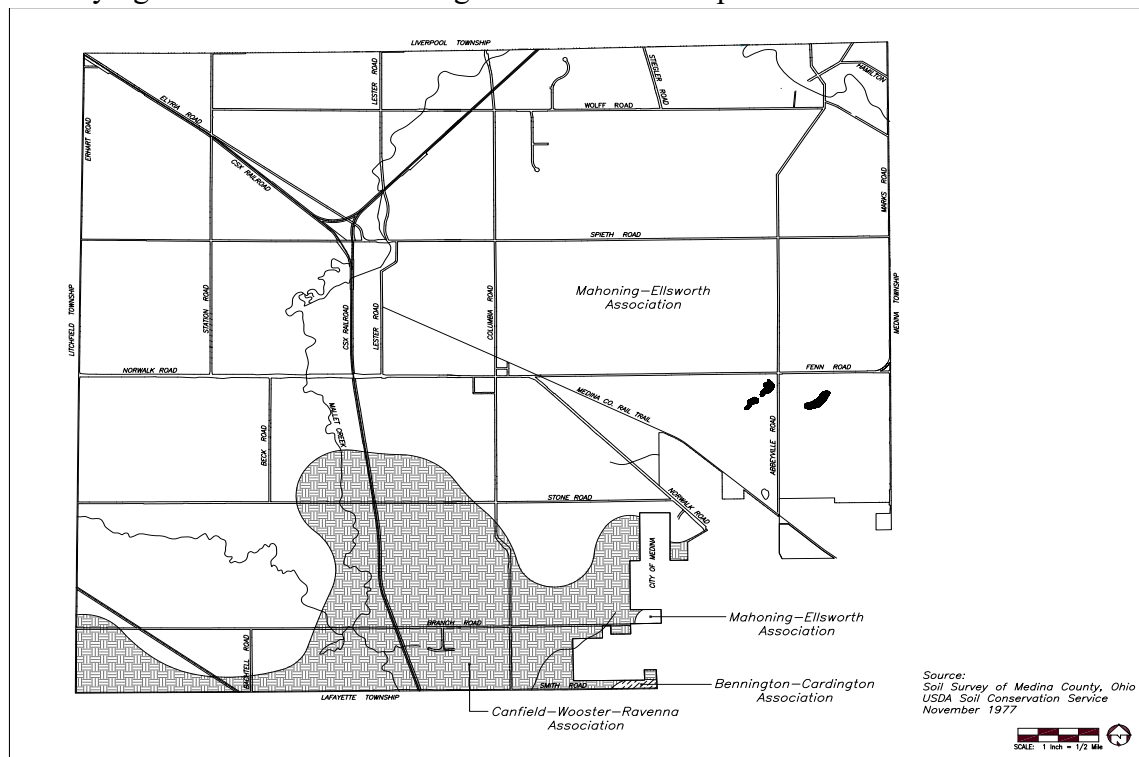 LIVERPOOL TOWNSHIP
ELYRIA ROAD
LESTER ROAD
STIEGLER
ROAD
HAMILTON
WOLFF ROAD
ERHART ROAD
CSX RAILROAD
MARKS ROAD
SPIETH ROAD
LITCHFIELD TOWNSHIP
STATION ROAD
CSX RAILROAD
LESTER ROAD
COLUMBIA ROAD
Mahoning-Ellsworth
Association
MEDINA TOWNSHIP
NORWALK ROAD
FENN ROAD
MEDINA CO. RAIL TRAIL
MALLET CREEK
BECK ROAD
ABBEYVILLE ROAD
STONE ROAD
NORWALK ROAD
CITY OF MEDINA
BRANCH ROAD
Mahoning-Ellsworth
Association
BACHTELL ROAD
SMITH ROAD
Bennington-Cardington
Association
LAFAYETTE TOWNSHIP
Canfield-Wooster-Ravenna
Association
Source:
Soil Survey of Medina County, Ohio
USDA Soil Conservation Service
November 1977
SCALE: 1 Inch = 1/2 Mile